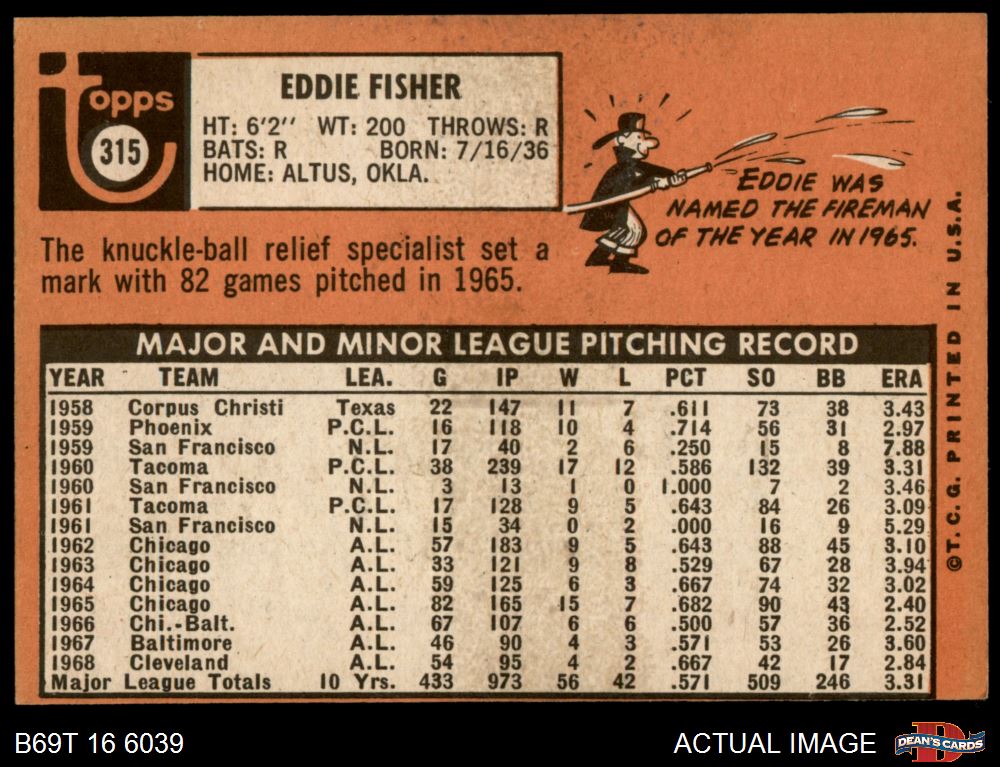 Topps
315
EDDIE FISHER
HT: 6'2" WT: 200 THROWS: R
BATS: R BORN: 7/16/36
HOME: ALTUS, OKLA.
EDDIE WAS
NAMED THE FIREMAN
OF THE YEAR IN 1965.
The knuckle-ball relief specialist set a
mark with 82 games pitched in 1965.
MAJOR AND MINOR LEAGUE PITCHING RECORD
YEAR TEAM LEA. G IP W L PCT SO BB ERA
1958 Corpus Christi Texas 22 147 11 7 .611 73 38 3.43
1959 Phoenix P.C.L. 16 118 10 4 .714 56 31 2.97
1959 San Francisco N.L. 17 40 2 6 .250 15 8 7.88
1960 Tacoma P.C.L. 38 239 17 12 .586 132 39 3.31
1960 San Francisco N.L. 3 13 1 0 1.000 7 2 3.46
1961 Tacoma P.C.L. 17 128 9 5 .643 84 26 3.09
1961 San Francisco N.L. 15 34 0 2 .000 16 9 5.29
1962 Chicago A.L. 57 183 9 5 .643 88 45 3.10
1963 Chicago A.L. 33 121 9 8 .529 67 28 3.94
1964 Chicago A.L. 59 125 6 3 .667 74 32 3.02
1965 Chicago A.L. 82 165 15 7 .682 90 43 2.40
1966 Chi.-Balt. A.L. 67 107 6 6 .500 57 36 2.52
1967 Baltimore A.L. 46 90 4 3 .571 53 26 3.60
1968 Cleveland A.L. 54 95 4 2 .667 42 17 2.84
Major League Totals 10 Yrs. 433 973 56 42 .571 509 246 3.31
©T. C. G. PRINTED IN U.S.A.
B69T 16 6039
ACTUAL IMAGE
DEAN'S CARDS